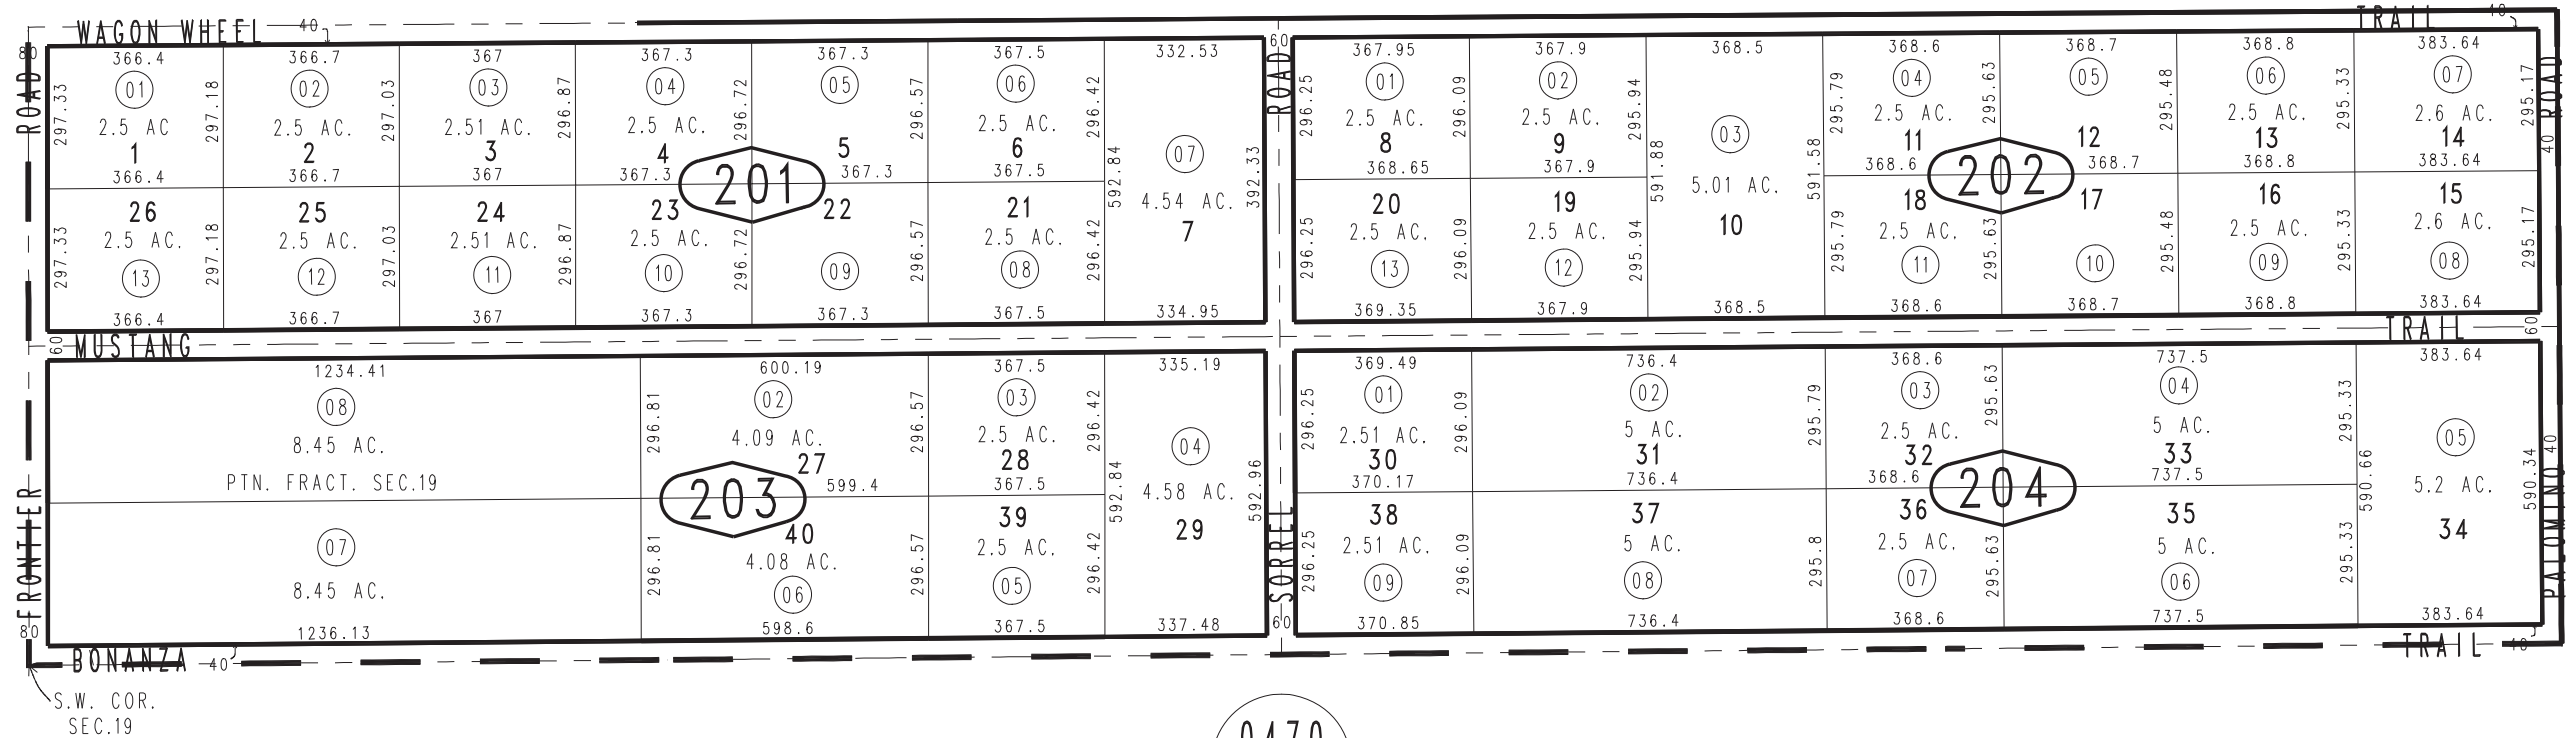 WAGON WHEEL 40 TRAIL 40
80 366.4 366.7 367 367.3 367.3 367.5 332.53 60 367.95 367.9 368.5 368.6 368.7 368.8 383.64
01 02 03 04 05 06 01 02 04 05 06 07
ROAD 297.33 297.18 297.03 296.87 296.72 296.57 296.42 ROAD 296.25 296.09 295.94 295.79 295.63 295.48 295.33 295.17 ROAD
2.5 AC 2.5 AC. 2.51 AC. 2.5 AC. 2.5 AC. 2.5 AC. 2.5 AC. 2.5 AC. 2.5 AC. 2.6 AC.
1 2 3 4 5 6 07 8 9 03 11 12 13 14 40
366.4 366.7 367 367.3 367.3 367.5 368.65 367.9 368.6 368.7 368.8 383.64
201 592.84 4.54 AC. 392.33 591.88 5.01 AC. 591.58 202
26 25 24 23 22 21 7 20 19 10 18 17 16 15
2.5 AC. 2.5 AC. 2.51 AC. 2.5 AC. 2.5 AC. 2.5 AC. 2.5 AC. 2.5 AC. 2.5 AC. 2.6 AC.
297.33 297.18 297.03 296.87 296.72 296.57 296.42 296.25 296.09 295.94 295.79 295.63 295.48 295.33 295.17
13 12 11 10 09 08 13 12 11 10 09 08
366.4 366.7 367 367.3 367.3 367.5 334.95 369.35 367.9 368.5 368.6 368.7 368.8 383.64
60 MUSTANG TRAIL 60
1234.41 600.19 367.5 335.19 369.49 736.4 368.6 737.5 383.64
08 02 03 01 02 03 04
296.81 296.57 296.42 296.25 296.09 295.79 295.63 295.33
8.45 AC. 4.09 AC. 2.5 AC. 04 2.51 AC. 5 AC. 2.5 AC. 5 AC. 05 40
27 28 30 31 32 33
PTN. FRACT. SEC.19 599.4 367.5 370.17 736.4 368.6 737.5
203 592.84 4.58 AC. 592.96 204 590.66 5.2 AC. 590.34
FRONTIER 40 39 29 SORREL 38 37 36 35 34 PALOMINO
07 4.08 AC. 2.5 AC. 2.51 AC. 5 AC. 2.5 AC. 5 AC.
296.81 296.57 296.42 296.25 296.09 295.8 295.63 295.33
8.45 AC. 06 05 09 08 07 06
80 1236.13 598.6 367.5 337.48 60 370.85 736.4 368.6 737.5 383.64
BONANZA 40 TRAIL 40
S.W. COR.
SEC.19
0470